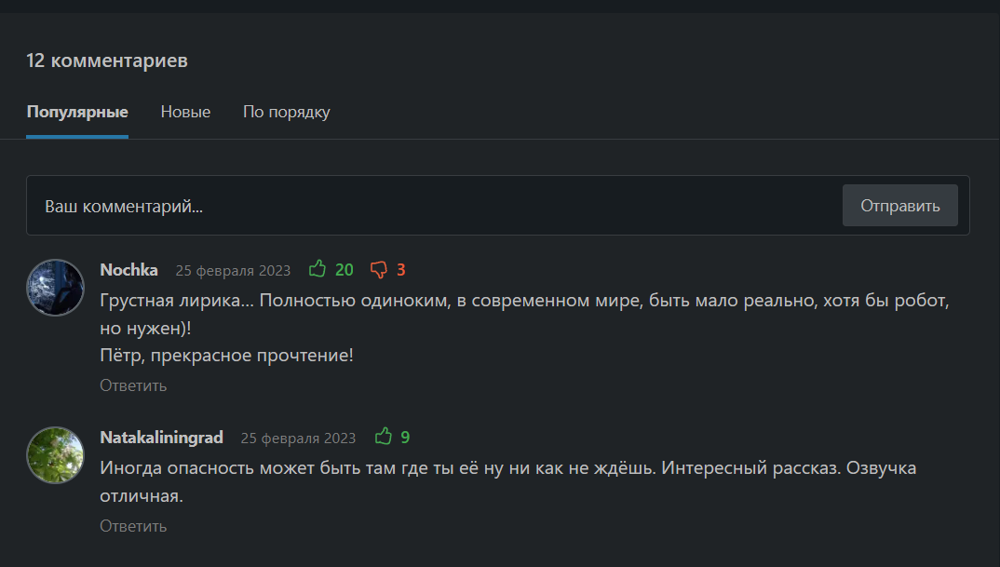 12 комментариев
Популярные Новые По порядку
Ваш комментарий... Отправить
Nochka 25 февраля 2023 20 3
Грустная лирика... Полностью одиноким, в современном мире, быть мало реально, хотя бы робот,
но нужен)!
Пётр, прекрасное прочтение!
Ответить
Natakaliningrad 25 февраля 2023 9
Иногда опасность может быть там где ты её ну ни как не ждёшь. Интересный рассказ. Озвучка
отличная.
Ответить